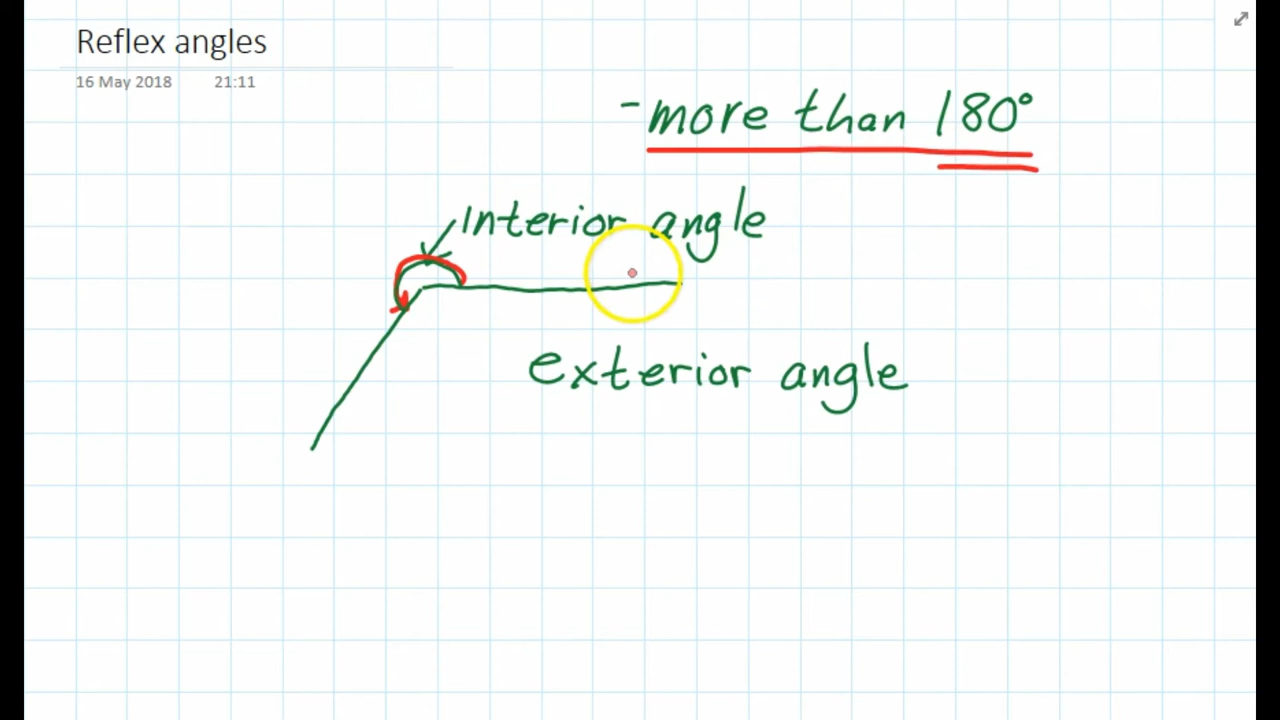 Reflex angles
16 May 2018 21:11
-more than 180°
Interior angle
exterior angle